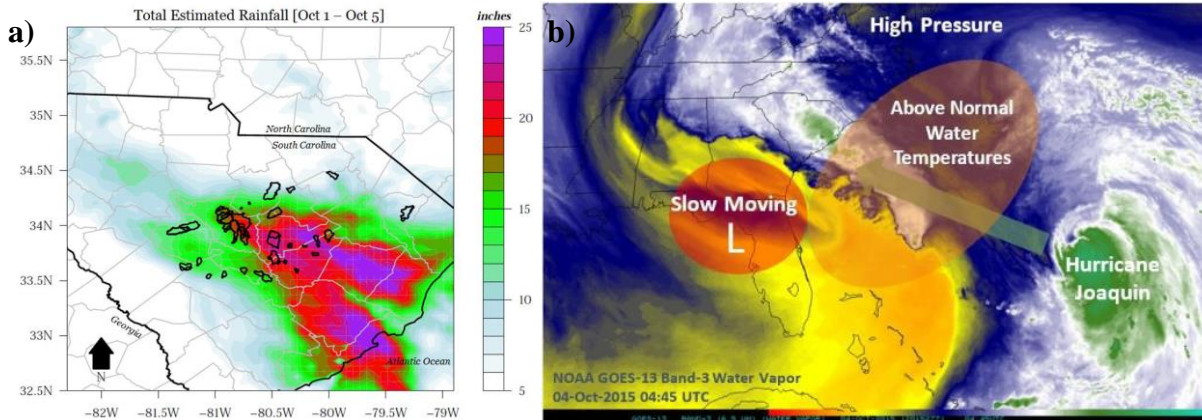 Total Estimated Rainfall [Oct 1 – Oct 5]
inches
a)
35.5N
35N
34.5N
34N
33.5N
33N
32.5N
North Carolina
South Carolina
Georgia
Atlantic Ocean
N
−82W
−81.5W
−81W
−80.5W
−80W
−79.5W
−79W
25
20
15
10
5
b)
High Pressure
Above Normal
Water
Temperatures
Slow Moving
L
Hurricane
Joaquin
NOAA GOES-13 Band-3 Water Vapor
04-Oct-2015 04:45 UTC